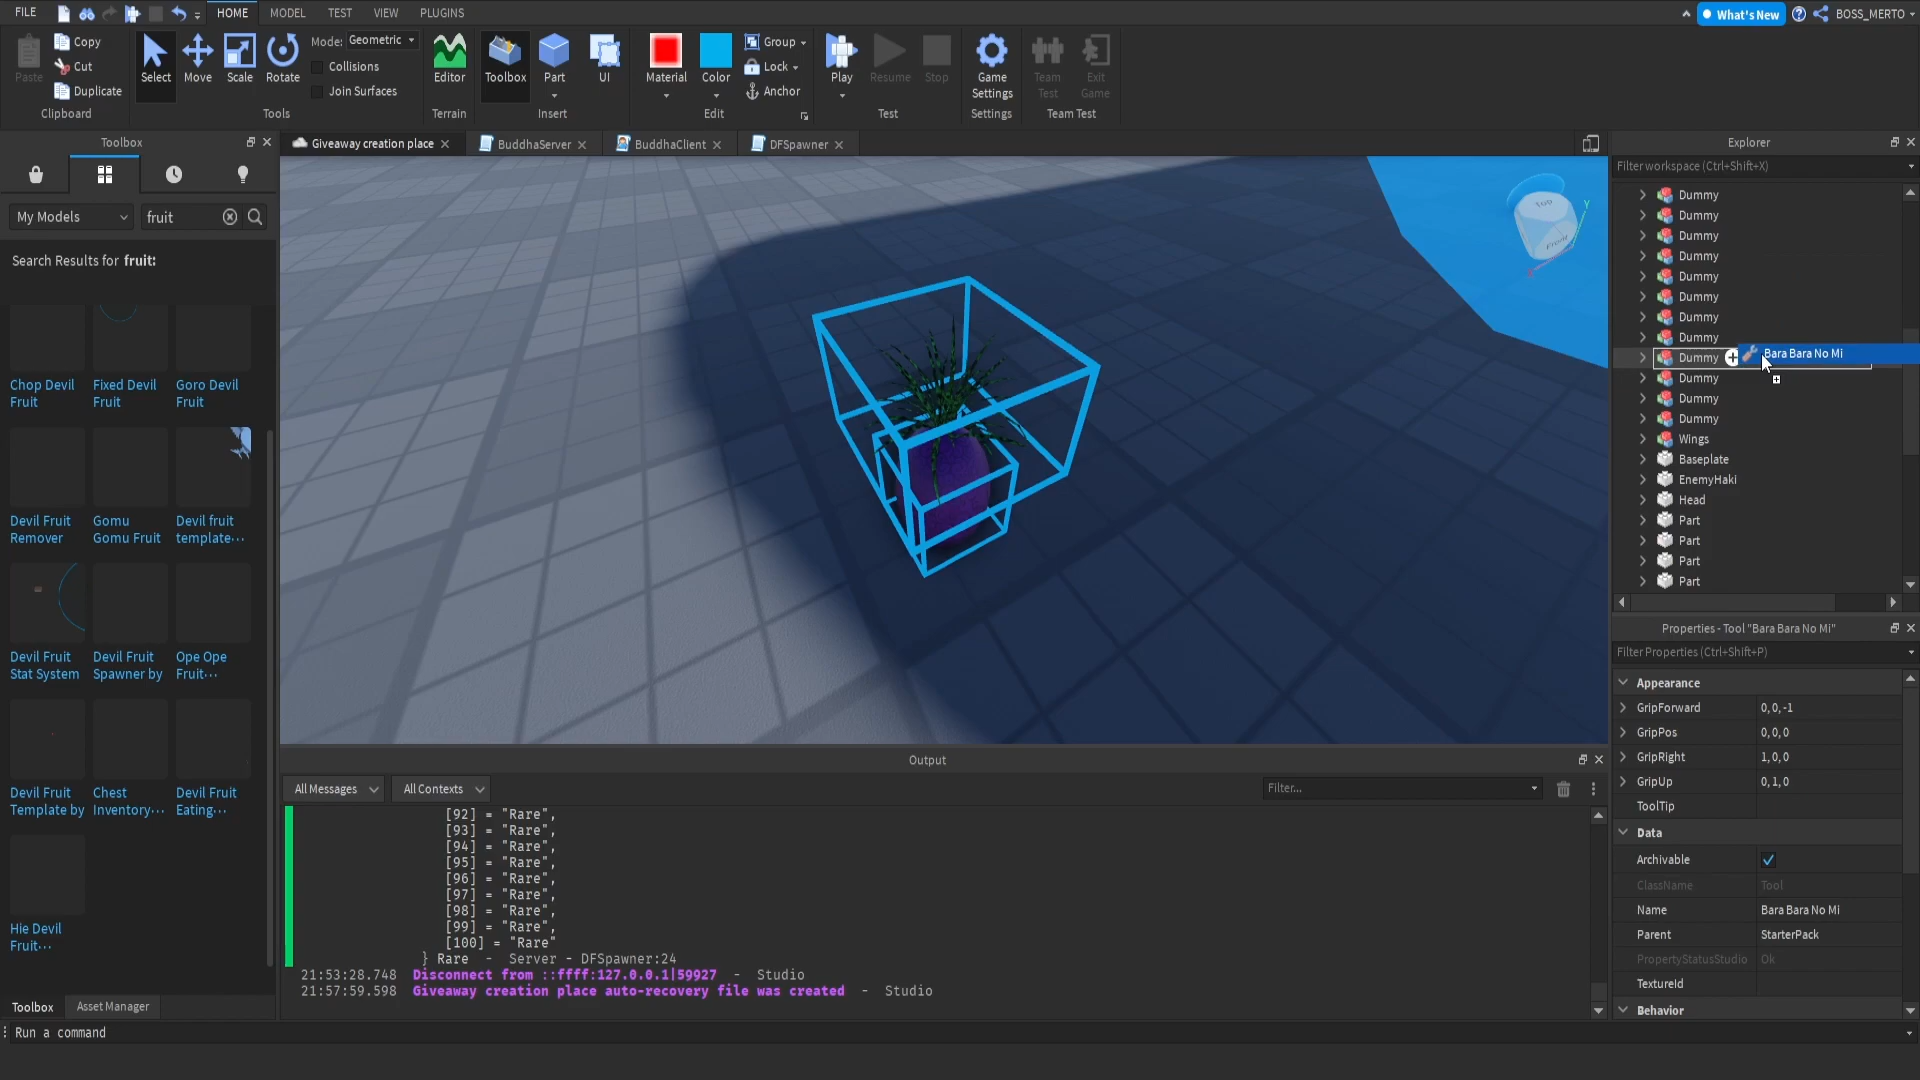 FILE
HOME
MODEL
TEST
VIEW
PLUGINS
What's New
BOSS_MERTO
Paste
Copy
Cut
Duplicate
Clipboard
Select
Move
Scale
Rotate
Mode: Geometric
Collisions
Join Surfaces
Tools
Editor
Terrain
Toolbox
Part
UI
Insert
Material
Color
Group
Lock
Anchor
Edit
Play
Resume
Stop
Test
Game
Settings
Settings
Team
Test
Exit
Game
Team Test
Toolbox
My Models
fruit
Search Results for fruit:
Chop Devil
Fruit
Fixed Devil
Fruit
Goro Devil
Fruit
Devil Fruit
Remover
Gomu
Gomu Fruit
Devil fruit
template...
Devil Fruit
Stat System
Devil Fruit
Spawner by
Ope Ope
Fruit...
Devil Fruit
Template by
Chest
Inventory...
Devil Fruit
Eating...
Hie Devil
Fruit...
Toolbox
Asset Manager
Run a command
Giveaway creation place
BuddhaServer
BuddhaClient
DFSpawner
Top
Front
Y
Output
All Messages
All Contexts
Filter...
[92] = "Rare",
[93] = "Rare",
[94] = "Rare",
[95] = "Rare",
[96] = "Rare",
[97] = "Rare",
[98] = "Rare",
[99] = "Rare",
[100] = "Rare"
} Rare - Server - DFSpawner:24
21:53:28.748 Disconnect from ::ffff:127.0.0.1|59927 - Studio
21:57:59.598 Giveaway creation place auto-recovery file was created - Studio
Explorer
Filter workspace (Ctrl+Shift+X)
Dummy
Dummy
Dummy
Dummy
Dummy
Dummy
Dummy
Dummy
Dummy
Bara Bara No Mi
Dummy
Dummy
Dummy
Wings
Baseplate
EnemyHaki
Head
Part
Part
Part
Part
Properties - Tool "Bara Bara No Mi"
Filter Properties (Ctrl+Shift+P)
Appearance
GripForward 0, 0, -1
GripPos 0, 0, 0
GripRight 1, 0, 0
GripUp 0, 1, 0
ToolTip
Data
Archivable
ClassName Tool
Name Bara Bara No Mi
Parent StarterPack
PropertyStatusStudio Ok
TextureId
Behavior